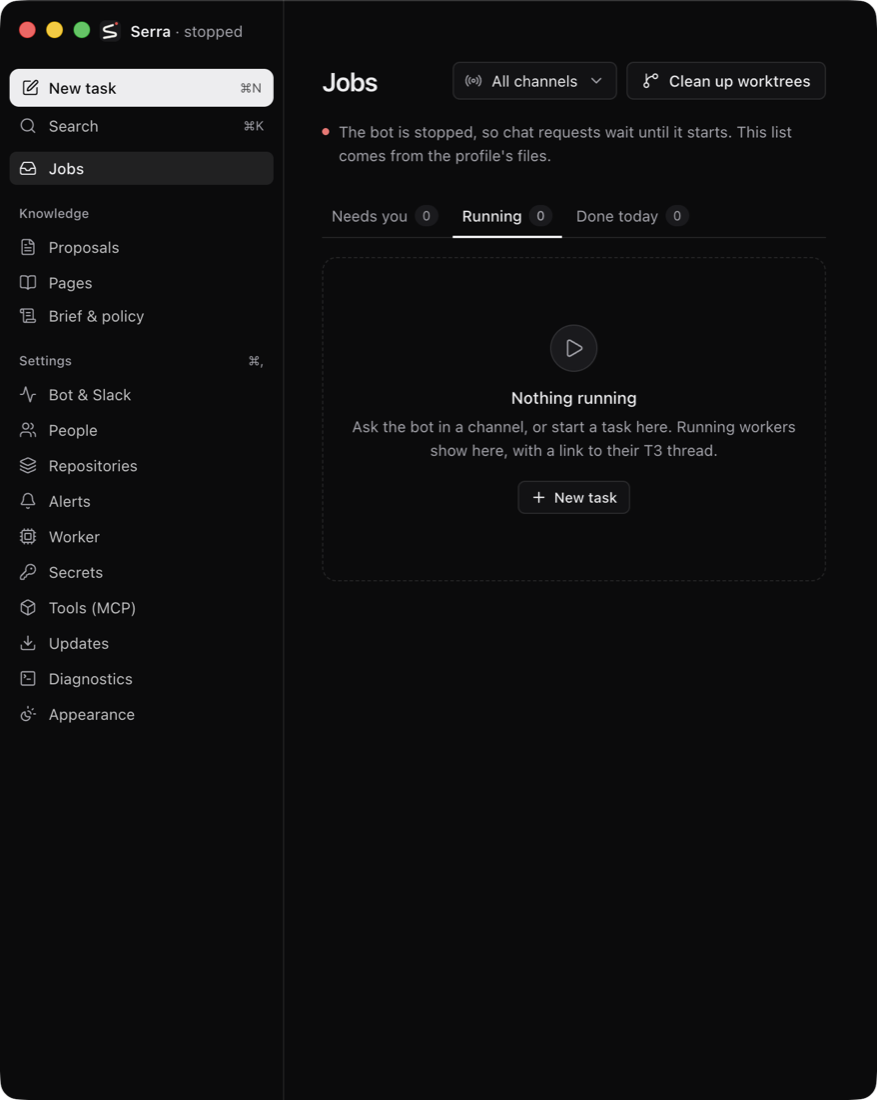 Serra · stopped
New task ⌘N
Search ⌘K
Jobs
Knowledge
Proposals
Pages
Brief & policy
Settings ⌘,
Bot & Slack
People
Repositories
Alerts
Worker
Secrets
Tools (MCP)
Updates
Diagnostics
Appearance
Jobs
All channels
Clean up worktrees
The bot is stopped, so chat requests wait until it starts. This list
comes from the profile's files.
Needs you 0
Running 0
Done today 0
Nothing running
Ask the bot in a channel, or start a task here. Running workers
show here, with a link to their T3 thread.
New task